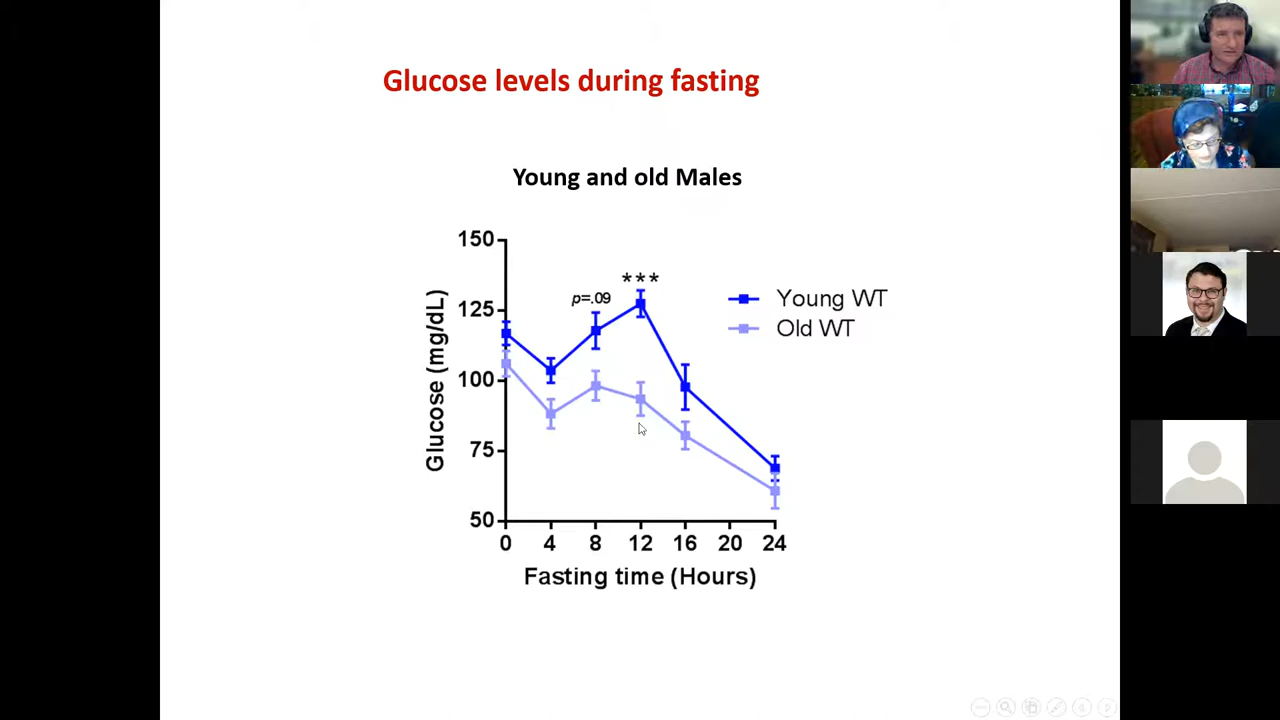 Glucose levels during fasting
Young and old Males
150
125
100
75
50
Glucose (mg/dL)
p=.09
***
Young WT
Old WT
0 4 8 12 16 20 24
Fasting time (Hours)